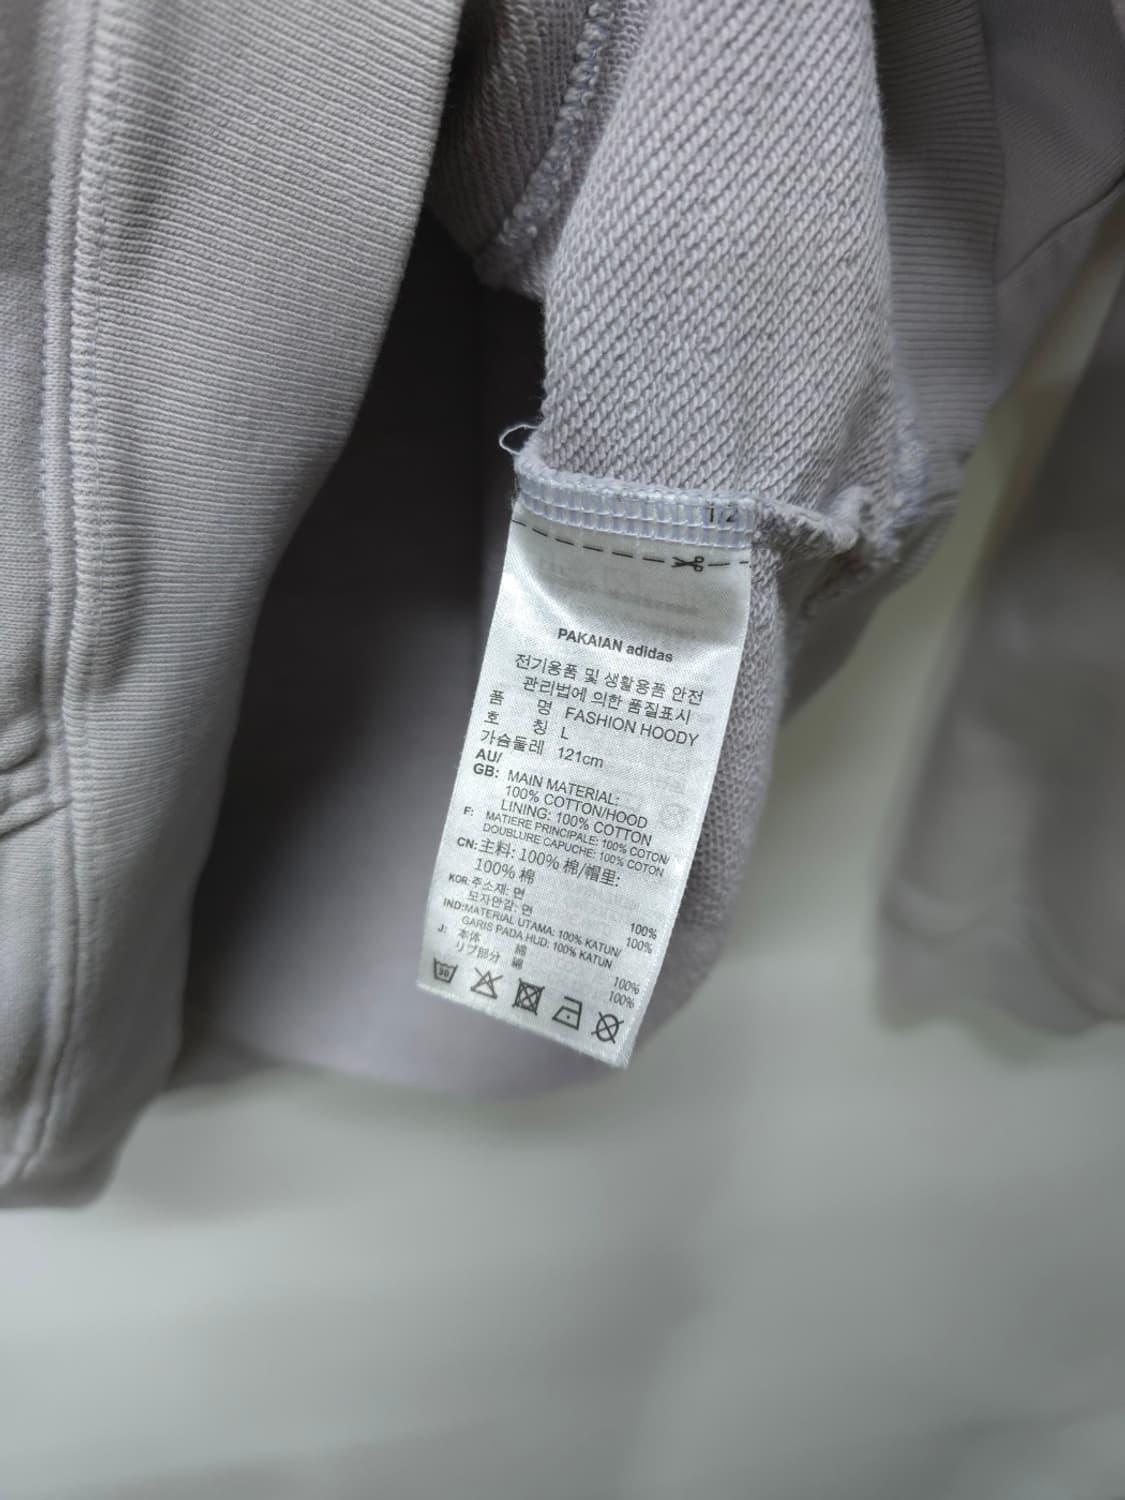 12
PAKAIAN adidas
전기용품 및 생활용품 안전
관리법에 의한 품질표시
품 명 FASHION HOODY
호 칭 L
가슴둘레 121cm
AU/
GB: MAIN MATERIAL:
100% COTTON/HOOD
LINING: 100% COTTON
F: MATIERE PRINCIPALE: 100% COTON/
DOUBLURE CAPUCHE: 100% COTON
CN: 主料: 100% 棉/帽里:
100% 棉
KOR: 주소재: 면 100%
모자안감: 면 100%
IND: MATERIAL UTAMA: 100% KATUN/
GARIS PADA HUD: 100% KATUN
J: 本体 綿 100%
リブ部分 綿 100%
30